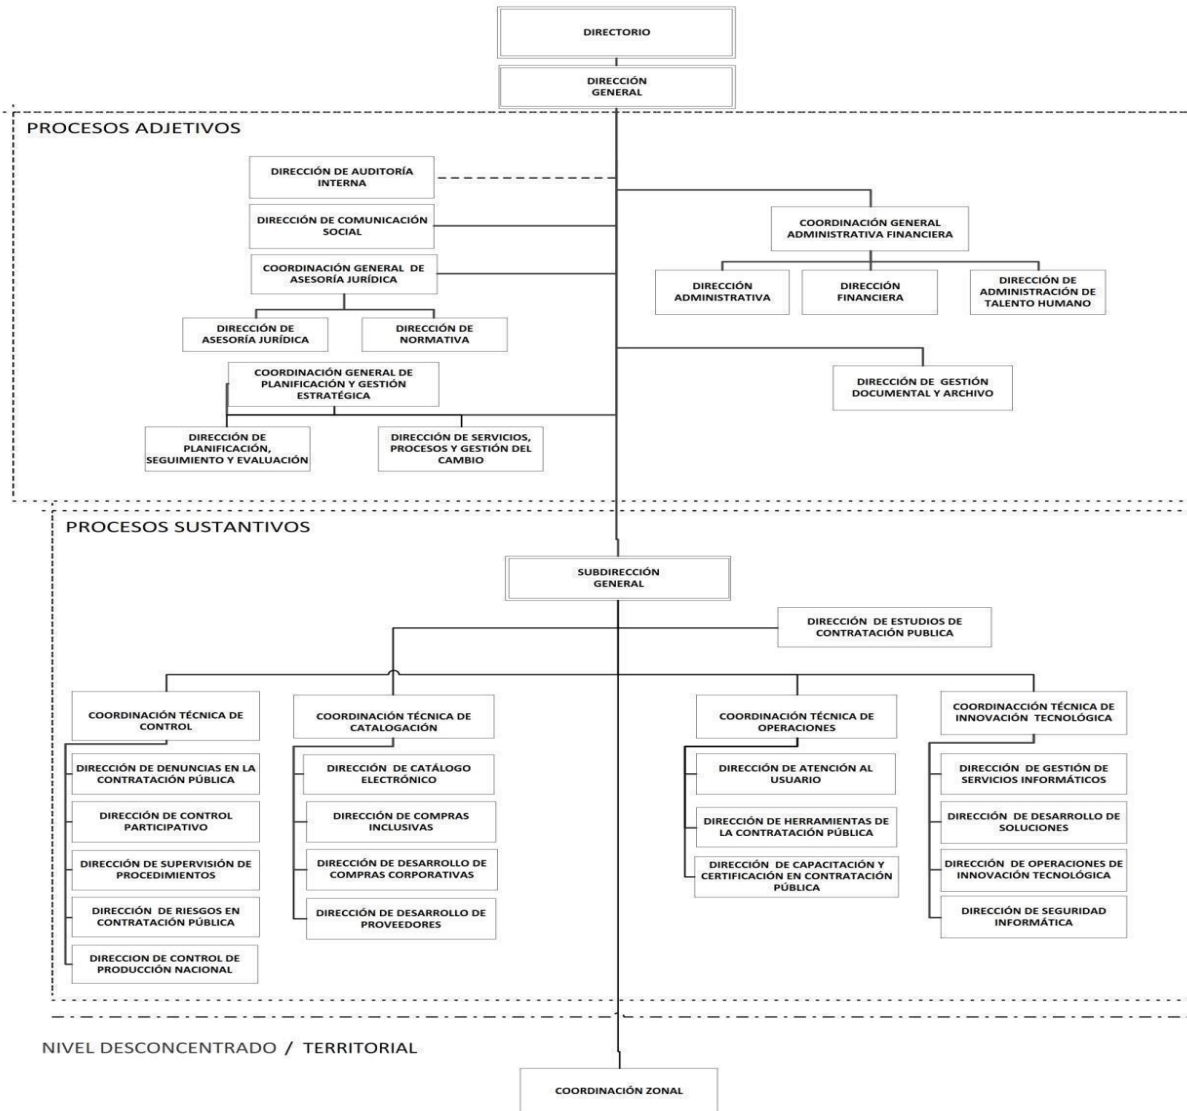 DIRECTORIO
DIRECCIÓN
GENERAL
PROCESOS ADJETIVOS
DIRECCIÓN DE AUDITORÍA
INTERNA
DIRECCIÓN DE COMUNICACIÓN
SOCIAL
COORDINACIÓN GENERAL DE
ASESORÍA JURÍDICA
DIRECCIÓN DE
ASESORÍA JURÍDICA
DIRECCIÓN DE
NORMATIVA
COORDINACIÓN GENERAL DE
PLANIFICACIÓN Y GESTIÓN
ESTRATÉGICA
DIRECCIÓN DE
PLANIFICACIÓN,
SEGUIMIENTO Y EVALUACIÓN
DIRECCIÓN DE SERVICIOS,
PROCESOS Y GESTIÓN DEL
CAMBIO
COORDINACIÓN GENERAL
ADMINISTRATIVA FINANCIERA
DIRECCIÓN
ADMINISTRATIVA
DIRECCIÓN
FINANCIERA
DIRECCIÓN DE
ADMINISTRACIÓN DE
TALENTO HUMANO
DIRECCIÓN DE GESTIÓN
DOCUMENTAL Y ARCHIVO
PROCESOS SUSTANTIVOS
SUBDIRECCIÓN
GENERAL
DIRECCIÓN DE ESTUDIOS DE
CONTRATACIÓN PUBLICA
COORDINACIÓN TÉCNICA DE
CONTROL
DIRECCIÓN DE DENUNCIAS EN LA
CONTRATACIÓN PÚBLICA
DIRECCIÓN DE CONTROL
PARTICIPATIVO
DIRECCIÓN DE SUPERVISIÓN DE
PROCEDIMIENTOS
DIRECCIÓN DE RIESGOS EN
CONTRATACIÓN PÚBLICA
DIRECCION DE CONTROL DE
PRODUCCIÓN NACIONAL
COORDINACIÓN TÉCNICA DE
CATALOGACIÓN
DIRECCIÓN DE CATÁLOGO
ELECTRÓNICO
DIRECCIÓN DE COMPRAS
INCLUSIVAS
DIRECCIÓN DE DESARROLLO DE
COMPRAS CORPORATIVAS
DIRECCIÓN DE DESARROLLO DE
PROVEEDORES
COORDINACIÓN TÉCNICA DE
OPERACIONES
DIRECCIÓN DE ATENCIÓN AL
USUARIO
DIRECCIÓN DE HERRAMIENTAS DE
LA CONTRATACIÓN PÚBLICA
DIRECCIÓN DE CAPACITACIÓN Y
CERTIFICACIÓN EN CONTRATACIÓN
PÚBLICA
COORDINACCIÓN TÉCNICA DE
INNOVACIÓN TECNOLÓGICA
DIRECCIÓN DE GESTIÓN DE
SERVICIOS INFORMÁTICOS
DIRECCIÓN DE DESARROLLO DE
SOLUCIONES
DIRECCIÓN DE OPERACIONES DE
INNOVACIÓN TECNOLÓGICA
DIRECCIÓN DE SEGURIDAD
INFORMÁTICA
NIVEL DESCONCENTRADO / TERRITORIAL
COORDINACIÓN ZONAL